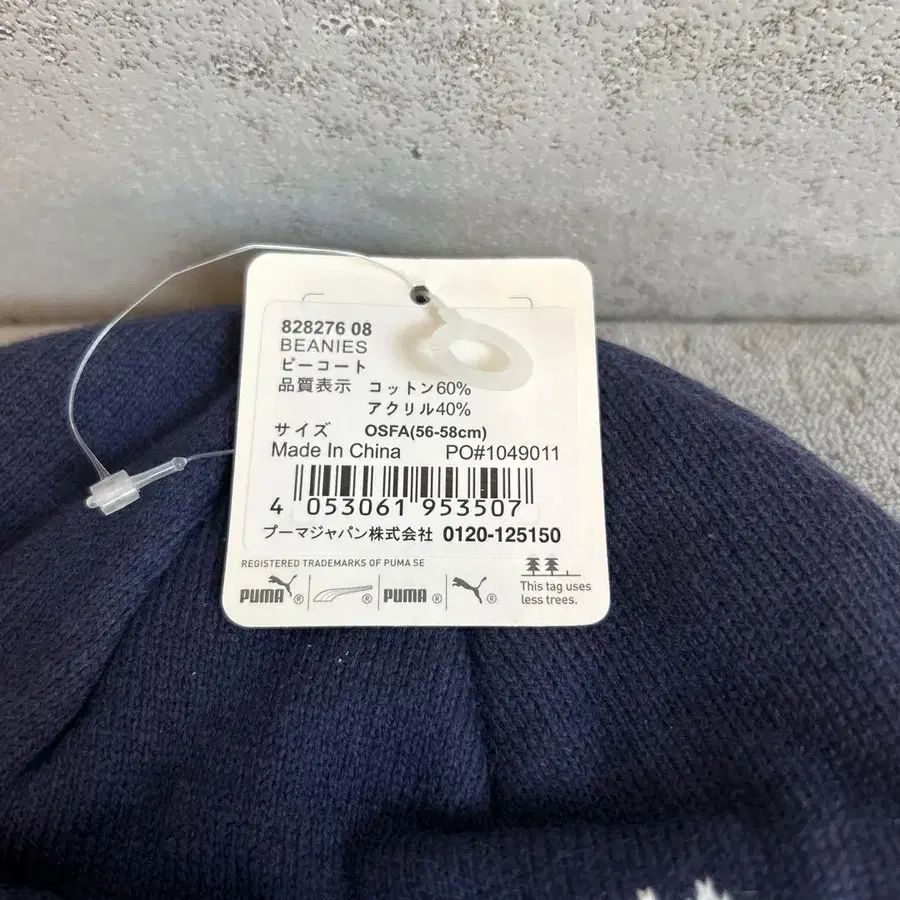 828276 08
BEANIES
ピーコート
品質表示 コットン60%
アクリル40%
サイズ OSFA(56-58cm)
Made In China PO#1049011
4 053061 953507
プーマジャパン株式会社 0120-125150
REGISTERED TRADEMARKS OF PUMA SE
PUMA ® ® PUMA ® ®
This tag uses
less trees.